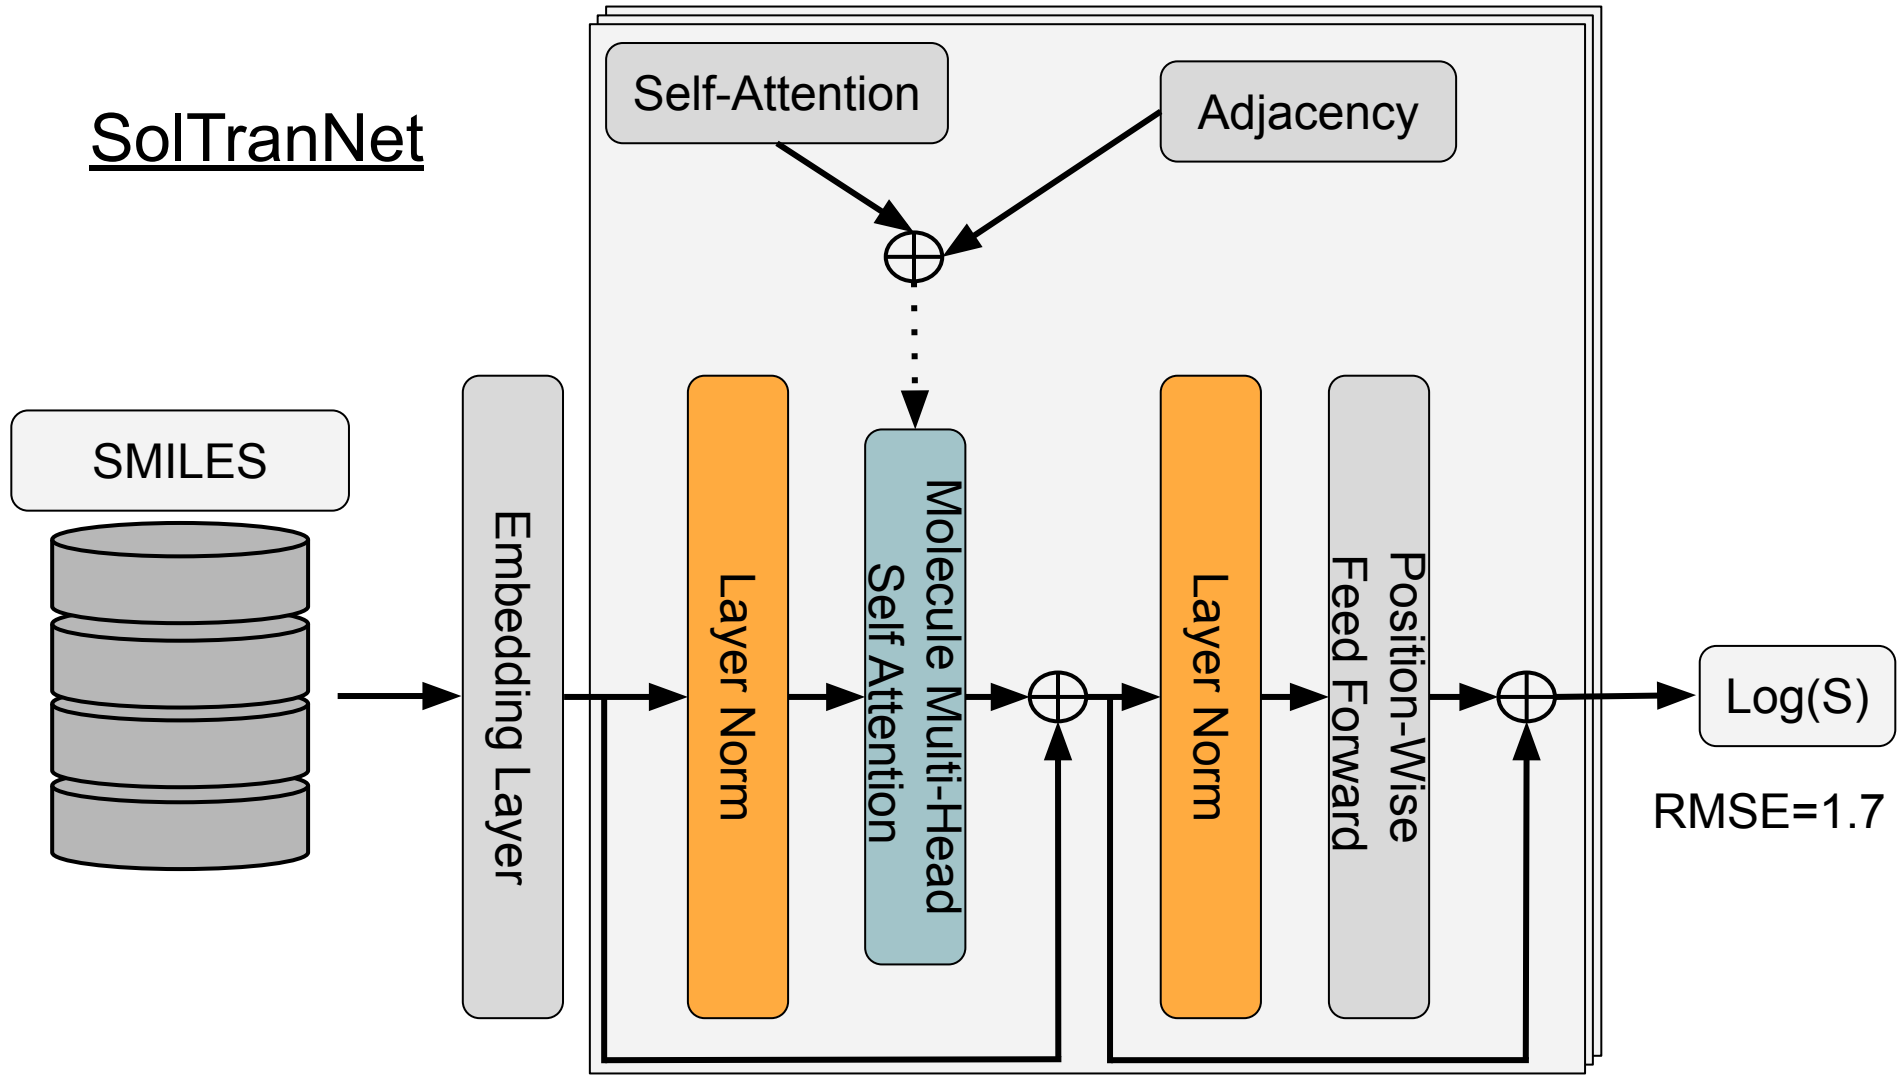 SolTranNet
Self-Attention
Adjacency
SMILES
Embedding Layer
Layer Norm
Molecule Multi-Head
Self Attention
Layer Norm
Position-Wise
Feed Forward
Log(S)
RMSE=1.7